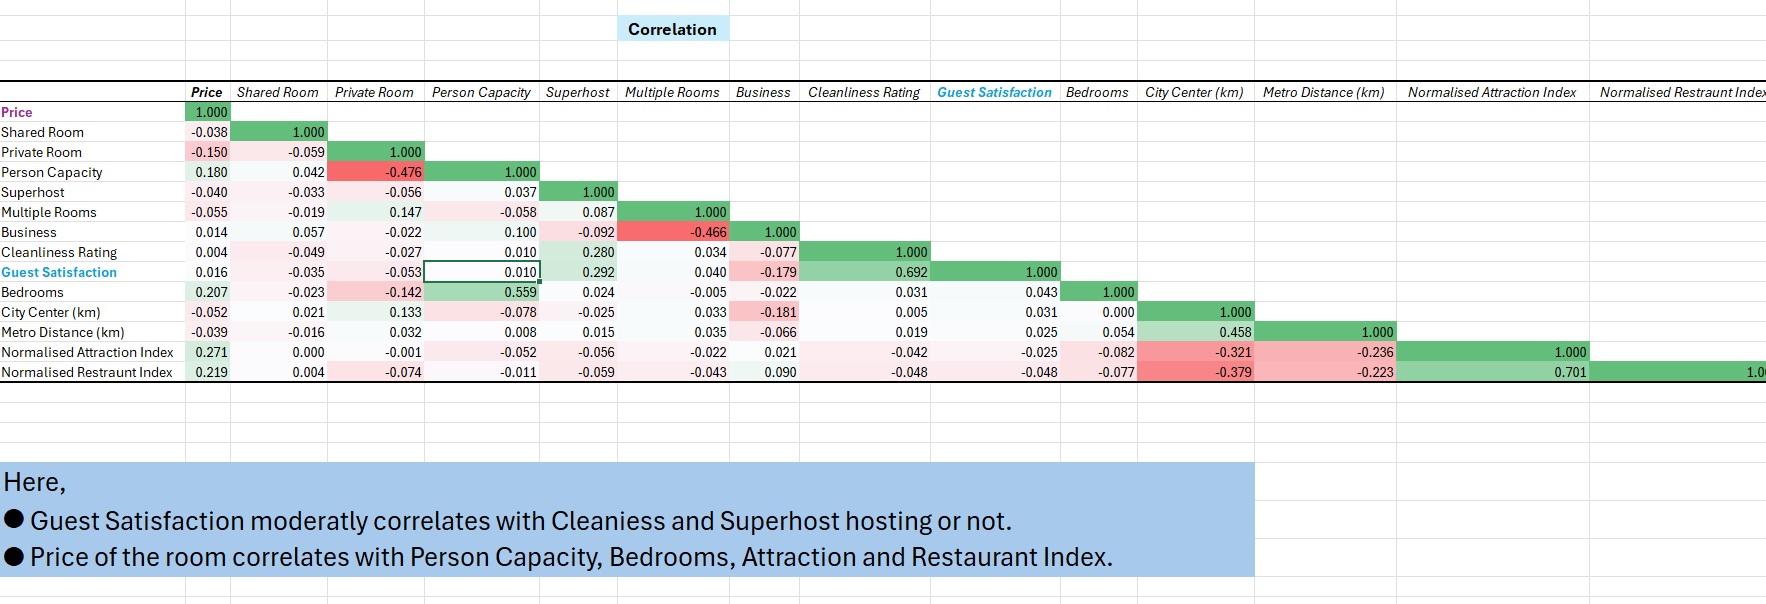 Correlation
Price Shared Room Private Room Person Capacity Superhost Multiple Rooms Business Cleanliness Rating Guest Satisfaction Bedrooms City Center (km) Metro Distance (km) Normalised Attraction Index Normalised Restraunt Index
Price 1.000
Shared Room -0.038 1.000
Private Room -0.150 -0.059 1.000
Person Capacity 0.180 0.042 -0.476 1.000
Superhost -0.040 -0.033 -0.056 0.037 1.000
Multiple Rooms -0.055 -0.019 0.147 -0.058 0.087 1.000
Business 0.014 0.057 -0.022 0.100 -0.092 -0.466 1.000
Cleanliness Rating 0.004 -0.049 -0.027 0.010 0.280 0.034 -0.077 1.000
Guest Satisfaction 0.016 -0.035 -0.053 0.010 0.292 0.040 -0.179 0.692 1.000
Bedrooms 0.207 -0.023 -0.142 0.559 0.024 -0.005 -0.022 0.031 0.043 1.000
City Center (km) -0.052 0.021 0.133 -0.078 -0.025 0.033 -0.181 0.005 0.031 0.000 1.000
Metro Distance (km) -0.039 -0.016 0.032 0.008 0.015 0.035 -0.066 0.019 0.025 0.054 0.458 1.000
Normalised Attraction Index 0.271 0.000 -0.001 -0.052 -0.056 -0.022 0.021 -0.042 -0.025 -0.082 -0.321 -0.236 1.000
Normalised Restraunt Index 0.219 0.004 -0.074 -0.011 -0.059 -0.043 0.090 -0.048 -0.048 -0.077 -0.379 -0.223 0.701 1.0
Here,
● Guest Satisfaction moderatly correlates with Cleaniess and Superhost hosting or not.
● Price of the room correlates with Person Capacity, Bedrooms, Attraction and Restaurant Index.